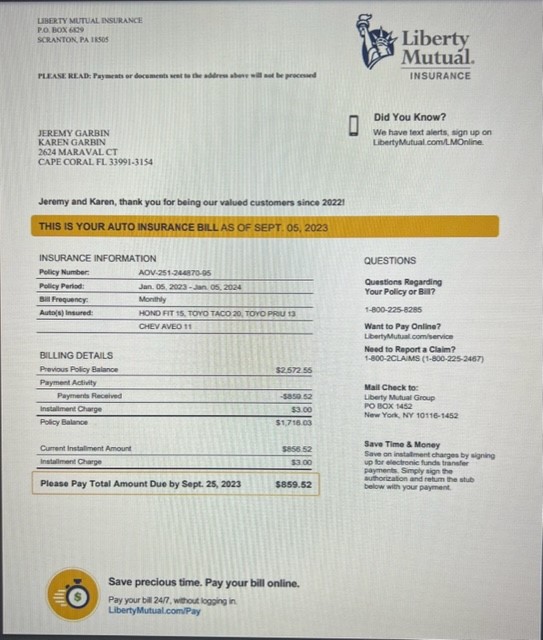 LIBERTY MUTUAL INSURANCE
P.O. BOX 6829
SCRANTON, PA 18505
Liberty
Mutual.
INSURANCE
PLEASE READ: Payments or documents sent to the address above will not be processed
Did You Know?
We have text alerts, sign up on
LibertyMutual.com/LMOnline.
JEREMY GARBIN
KAREN GARBIN
2624 MARAVAL CT
CAPE CORAL FL 33991-3154
Jeremy and Karen, thank you for being our valued customers since 2022!
THIS IS YOUR AUTO INSURANCE BILL AS OF SEPT. 05, 2023
INSURANCE INFORMATION
Policy Number: AOV-251-244870-95
Policy Period: Jan. 05, 2023 - Jan. 05, 2024
Bill Frequency: Monthly
Auto(s) Insured: HOND FIT 15, TOYO TACO 20, TOYO PRIU 13
CHEV AVEO 11
BILLING DETAILS
Previous Policy Balance $2,572.55
Payment Activity
Payments Received -$859.52
Installment Charge $3.00
Policy Balance $1,716.03
Current Installment Amount $856.52
Installment Charge $3.00
Please Pay Total Amount Due by Sept. 25, 2023 $859.52
QUESTIONS
Questions Regarding
Your Policy or Bill?
1-800-225-8285
Want to Pay Online?
LibertyMutual.com/service
Need to Report a Claim?
1-800-2CLAIMS (1-800-225-2467)
Mail Check to:
Liberty Mutual Group
PO BOX 1452
New York, NY 10116-1452
Save Time & Money
Save on installment charges by signing
up for electronic funds transfer
payments. Simply sign the
authorization and return the stub
below with your payment.
$
Save precious time. Pay your bill online.
Pay your bill 24/7, without logging in.
LibertyMutual.com/Pay